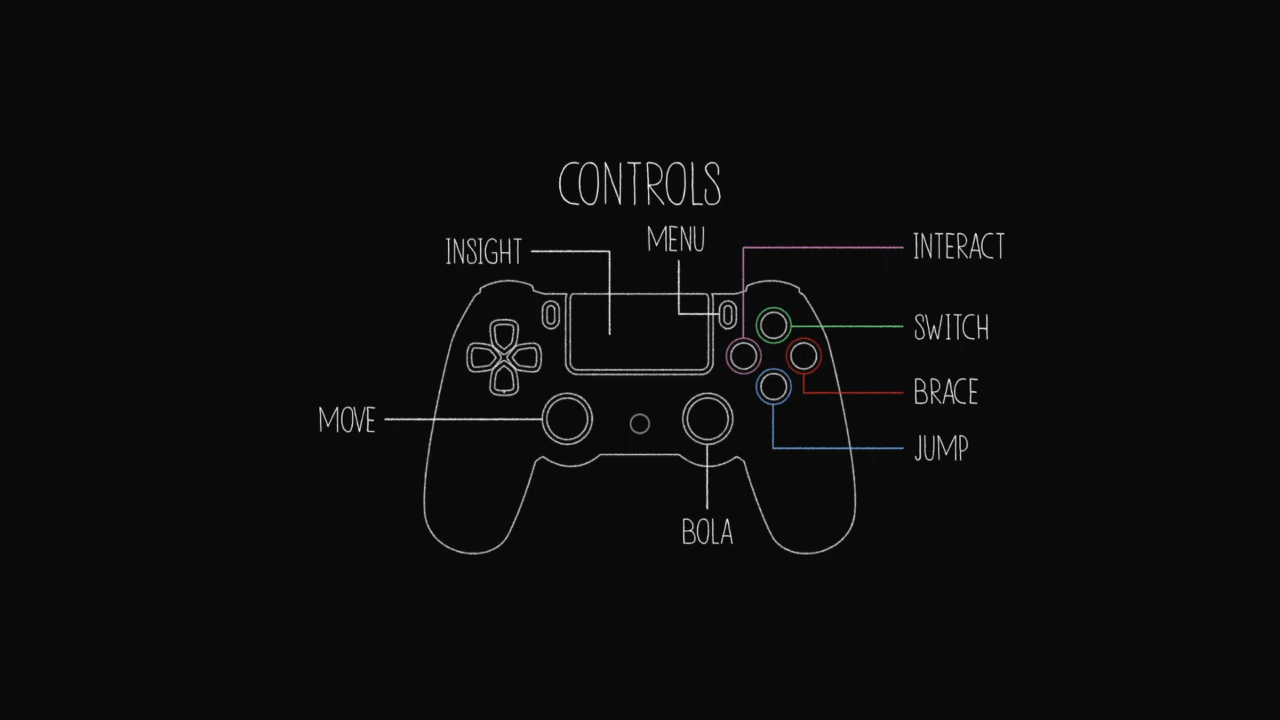 CONTROLS
MENU
INSIGHT
INTERACT
SWITCH
BRACE
MOVE
JUMP
BOLA